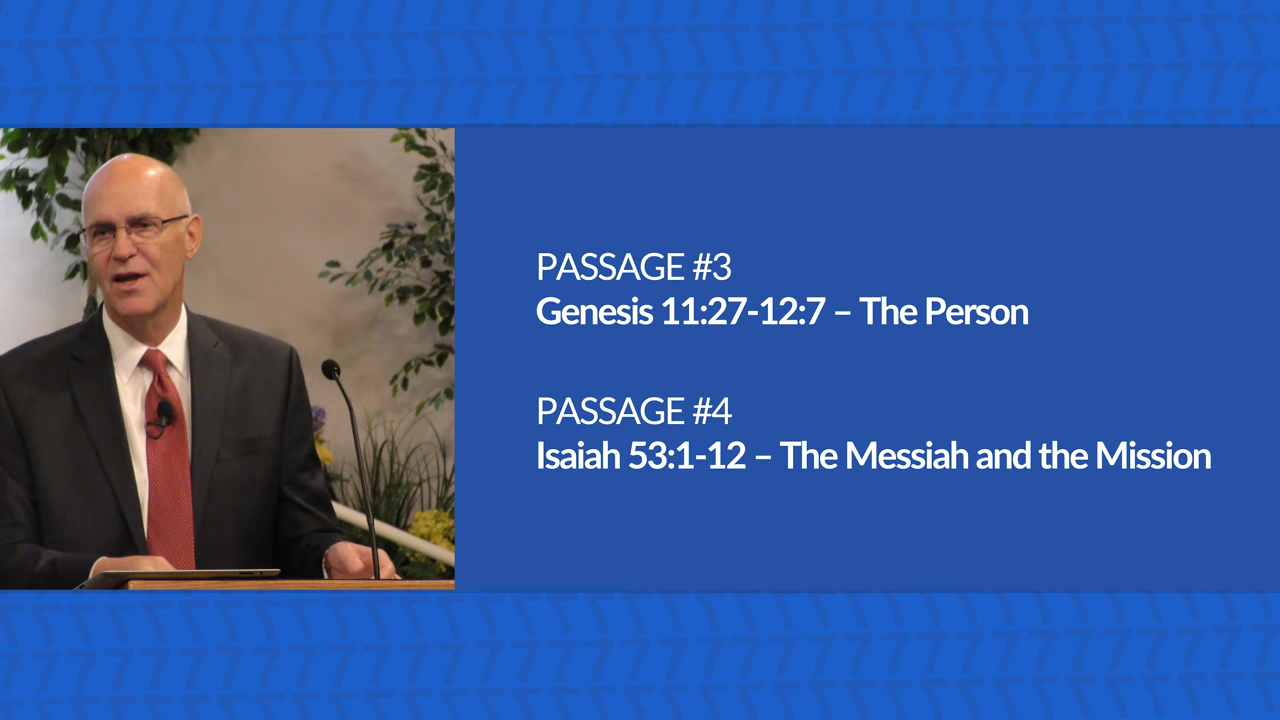 PASSAGE #3
Genesis 11:27-12:7 – The Person
PASSAGE #4
Isaiah 53:1-12 – The Messiah and the Mission